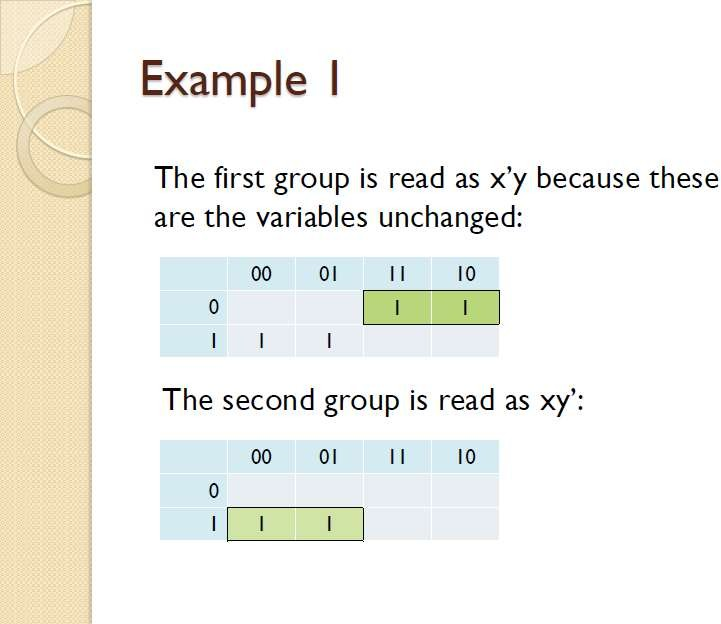 Example 1
The first group is read as x’y because these
are the variables unchanged:
00 01 11 10
0 1 1
1 1 1
The second group is read as xy’:
00 01 11 10
0
1 1 1